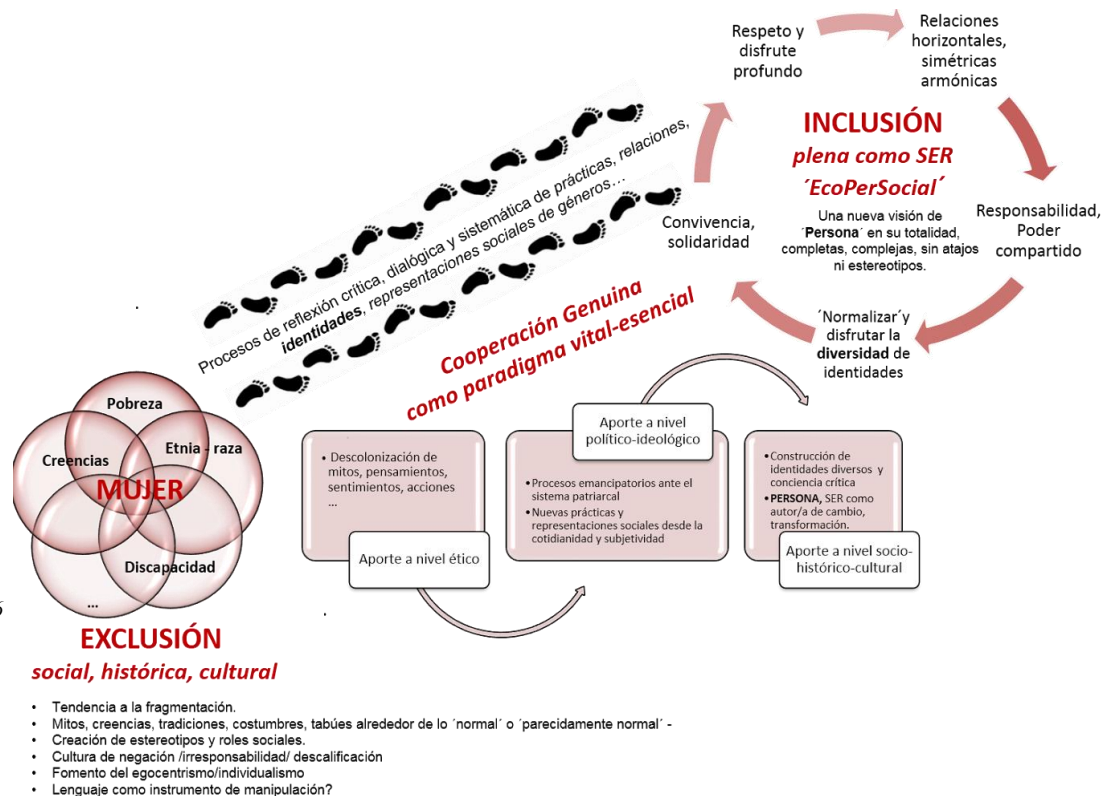 Respeto y
disfrute
profundo
Relaciones
horizontales,
simétricas
armónicas
INCLUSIÓN
plena como SER
´EcoPerSocial´
Una nueva visión de
´Persona´ en su totalidad,
completas, complejas, sin atajos
ni estereotipos.
Responsabilidad,
Poder
compartido
´Normalizar´y
disfrutar la
diversidad de
identidades
Convivencia,
solidaridad
Procesos de reflexión crítica, dialógica y sistemática de prácticas, relaciones,
identidades, representaciones sociales de géneros…
Cooperación Genuina
como paradigma vital-esencial
Pobreza
Etnia - raza
Creencias
MUJER
Discapacidad
...
• Descolonización de
mitos, pensamientos,
sentimientos, acciones
...
Aporte a nivel ético
Aporte a nivel
político-ideológico
•Procesos emancipatorios ante el
sistema patriarcal
•Nuevas prácticas y
representaciones sociales desde la
cotidianidad y subjetividad
•Construcción de
identidades diversos y
conciencia crítica
•PERSONA, SER como
autor/a de cambio,
transformación.
Aporte a nivel socio-
histórico-cultural
EXCLUSIÓN
social, histórica, cultural
• Tendencia a la fragmentación.
• Mitos, creencias, tradiciones, costumbres, tabúes alrededor de lo ´normal´ o ´parecidamente normal´ -
• Creación de estereotipos y roles sociales.
• Cultura de negación /irresponsabilidad/ descalificación
• Fomento del egocentrismo/individualismo
• Lenguaje como instrumento de manipulación?